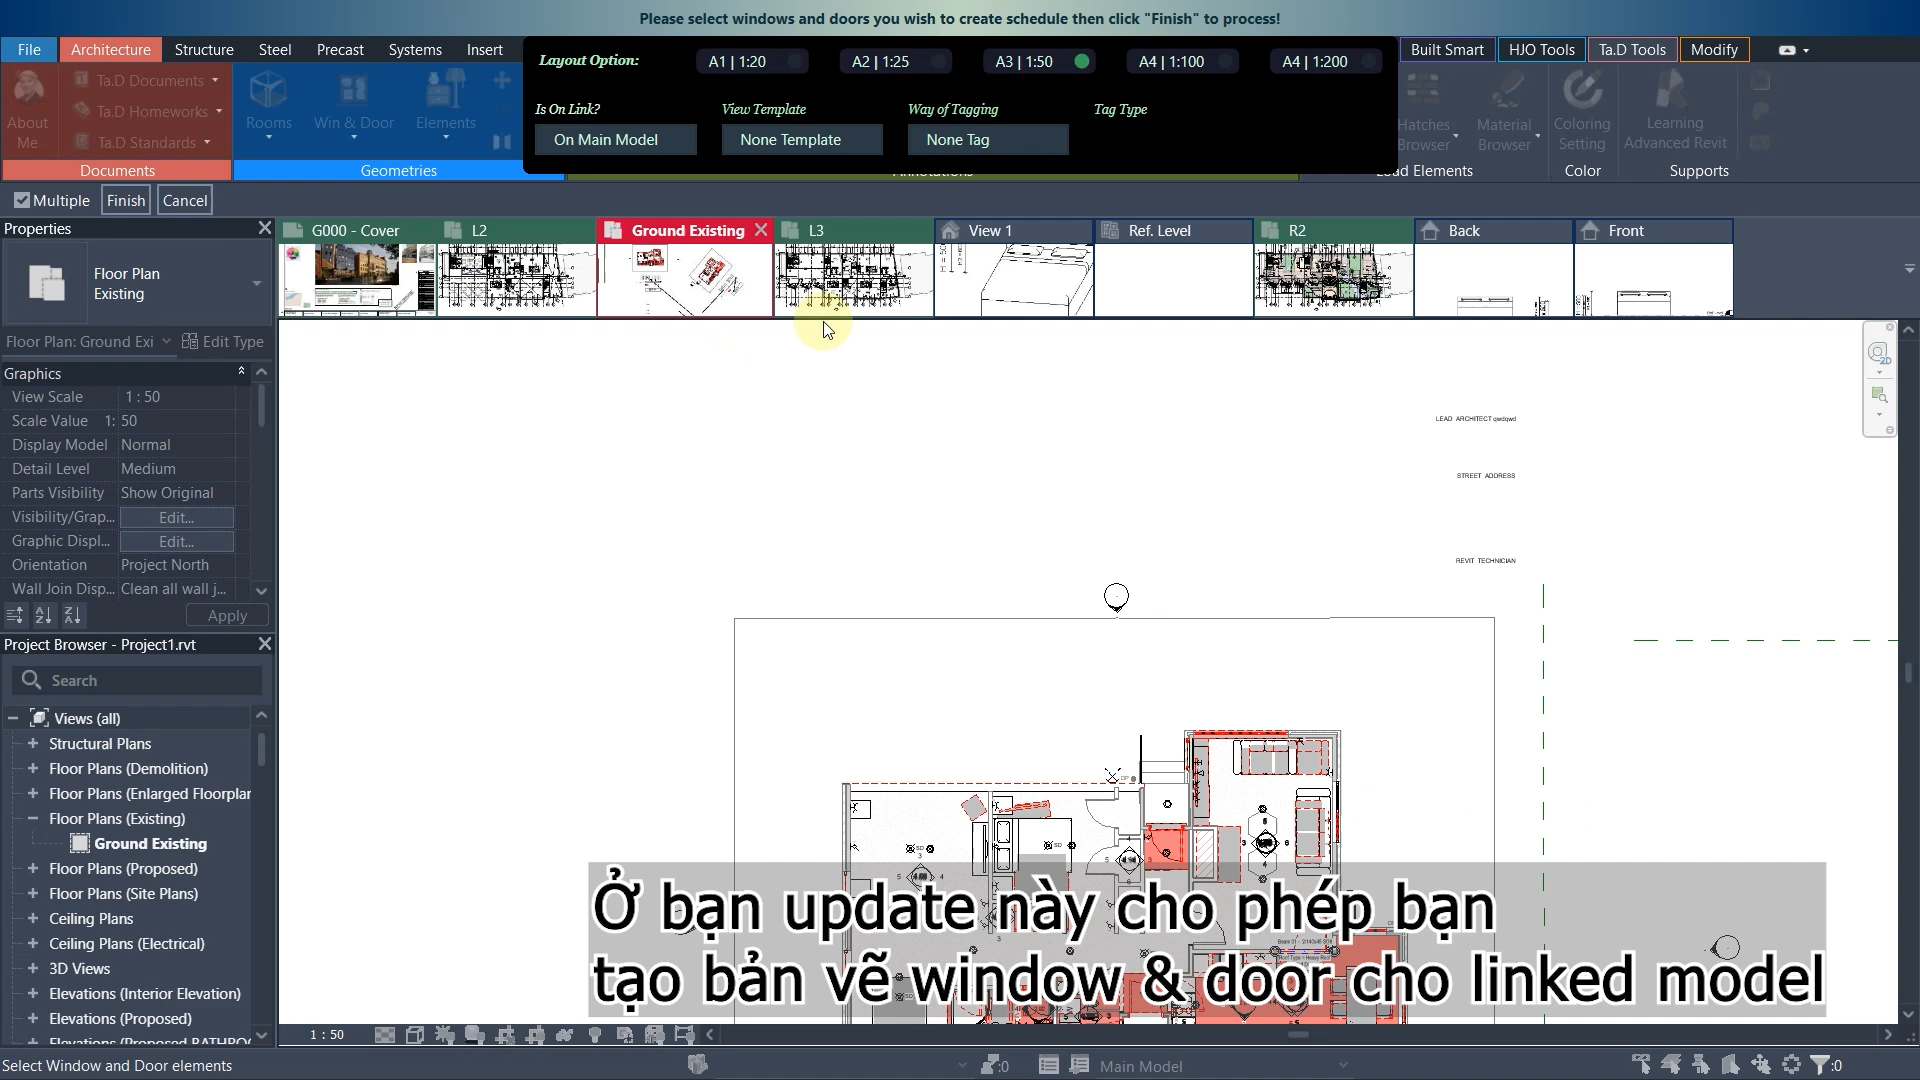 Please select windows and doors you wish to create schedule then click "Finish" to process!
File
Architecture
Structure
Steel
Precast
Systems
Insert
Built Smart
HJO Tools
Ta.D Tools
Modify
Layout Option:
A1 | 1:20
A2 | 1:25
A3 | 1:50
A4 | 1:100
A4 | 1:200
Is On Link?
View Template
Way of Tagging
Tag Type
On Main Model
None Template
None Tag
About Me
Ta.D Documents
Ta.D Homeworks
Ta.D Standards
Rooms
Win & Door
Elements
Hatches Browser
Material Browser
Coloring Setting
Learning Advanced Revit
Documents
Geometries
Annotations
Load Elements
Color
Supports
Multiple
Finish
Cancel
Properties
G000 - Cover
L2
Ground Existing
L3
View 1
Ref. Level
R2
Back
Front
Floor Plan
Existing
Floor Plan: Ground Exi
Edit Type
Graphics
View Scale 1 : 50
Scale Value 1: 50
Display Model Normal
Detail Level Medium
Parts Visibility Show Original
Visibility/Grap... Edit...
Graphic Displ... Edit...
Orientation Project North
Wall Join Disp... Clean all wall j...
Apply
LEAD ARCHITECT qwdqwd
STREET ADDRESS
REVIT TECHNICIAN
Project Browser - Project1.rvt
Search
Views (all)
Structural Plans
Floor Plans (Demolition)
Floor Plans (Enlarged Floorplan
Floor Plans (Existing)
Ground Existing
Floor Plans (Proposed)
Floor Plans (Site Plans)
Ceiling Plans
Ceiling Plans (Electrical)
3D Views
Elevations (Interior Elevation)
Elevations (Proposed)
Elevations (Proposed BATHRO
Ở bạn update này cho phép bạn
tạo bản vẽ window & door cho linked model
1 : 50
Select Window and Door elements
:0
Main Model
:0